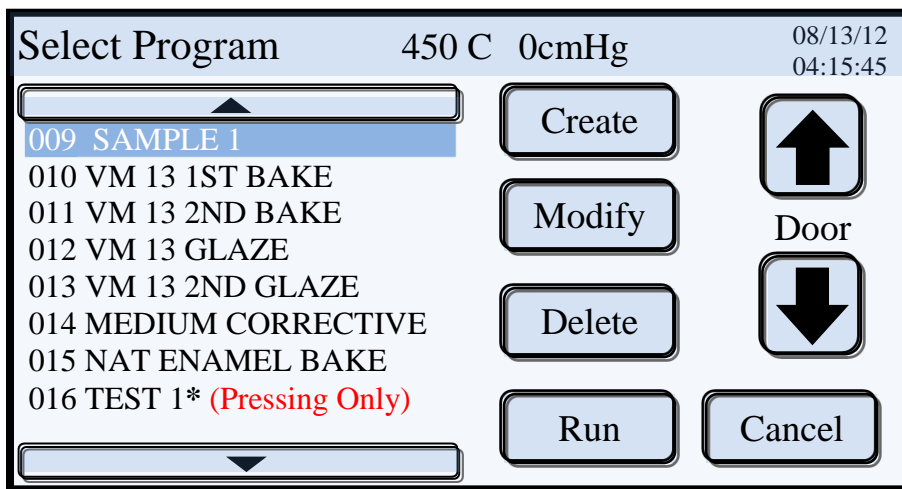 Select Program 450 C 0cmHg 08/13/12
04:15:45
009 SAMPLE 1
010 VM 13 1ST BAKE
011 VM 13 2ND BAKE
012 VM 13 GLAZE
013 VM 13 2ND GLAZE
014 MEDIUM CORRECTIVE
015 NAT ENAMEL BAKE
016 TEST 1* (Pressing Only)
Create
Modify
Delete
Run
Door
Cancel